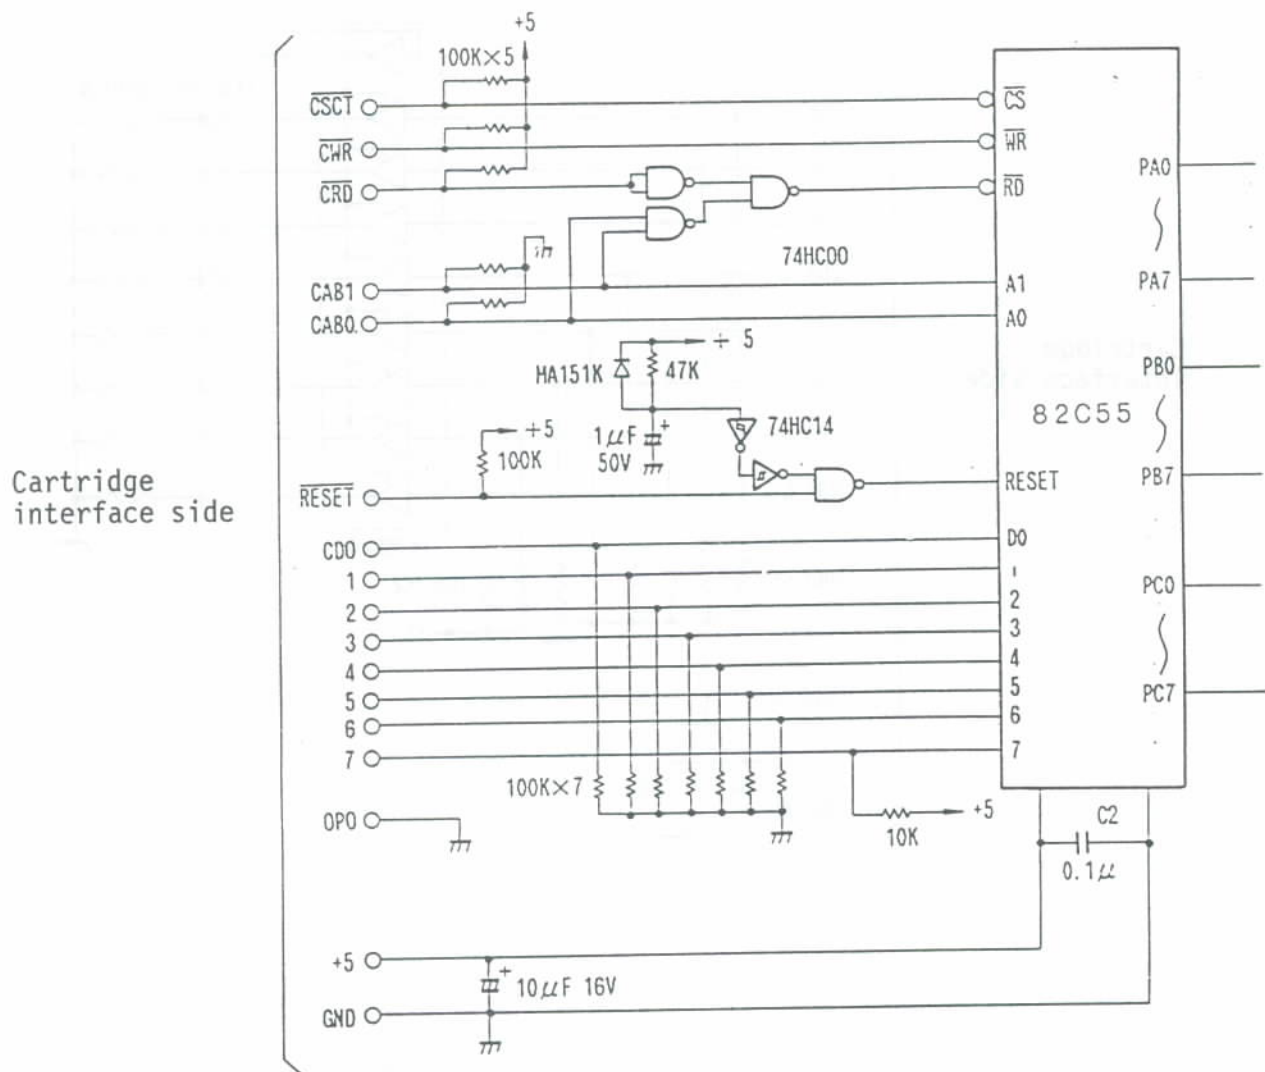 +5
100K×5
CSCT
CS
CWR
WR
CRD
RD
PA0
74HC00
CAB1
A1
PA7
CAB0.
A0
+ 5
HA151K
47K
PB0
82C55
74HC14
+5
1μF
50V
100K
RESET
RESET
PB7
Cartridge
interface side
CD0
D0
1
1
2
2
PC0
3
3
4
4
5
5
PC7
6
6
7
7
100K×7
+5
OP0
10K
C2
0.1μ
+5
+
10μF 16V
GND